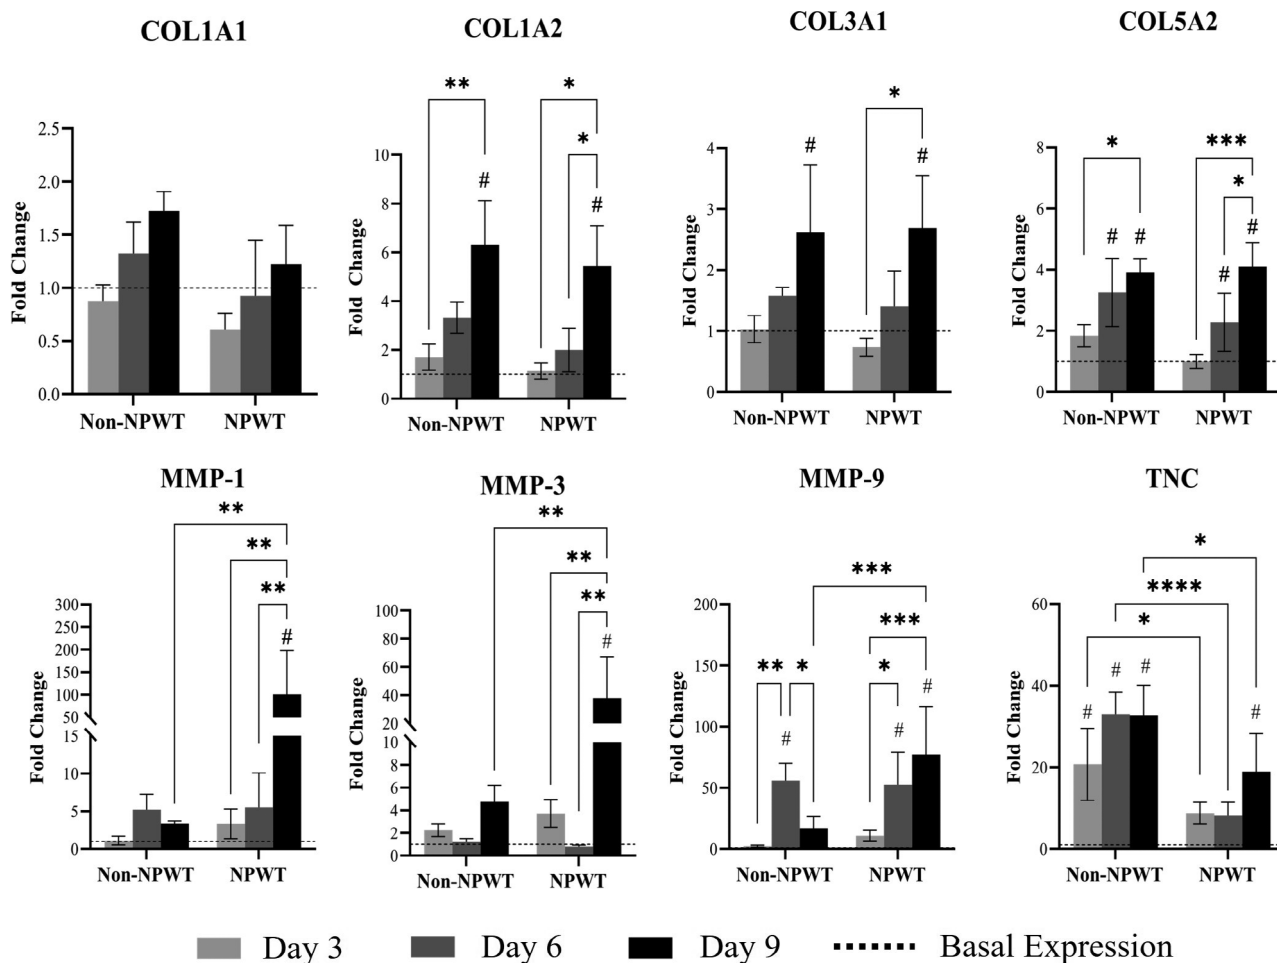 COL1A1
COL1A2
COL3A1
COL5A2
Fold Change
2.5
2.0
1.5
1.0
0.5
0.0
Non-NPWT
NPWT
Fold Change
10
8
6
4
2
0
**
*
*
#
#
Non-NPWT
NPWT
Fold Change
4
3
2
1
0
*
#
#
Non-NPWT
NPWT
Fold Change
8
6
4
2
0
*
***
*
#
#
#
#
Non-NPWT
NPWT
MMP-1
MMP-3
MMP-9
TNC
Fold Change
300
250
200
150
100
50
15
10
5
0
**
**
**
#
Non-NPWT
NPWT
Fold Change
100
80
60
40
20
10
8
6
4
2
0
**
**
**
#
Non-NPWT
NPWT
Fold Change
200
150
100
50
0
***
***
**
*
*
#
#
#
Non-NPWT
NPWT
Fold Change
60
40
20
0
*
****
*
#
#
#
#
Non-NPWT
NPWT
Day 3
Day 6
Day 9
Basal Expression